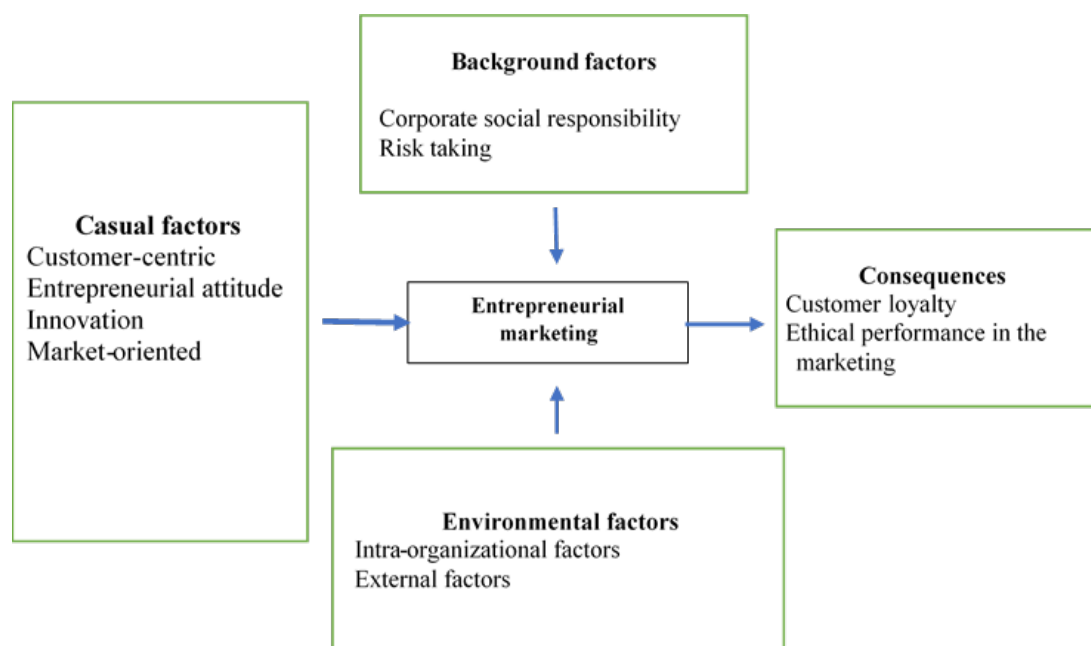 Background factors
Corporate social responsibility
Risk taking
Casual factors
Customer-centric
Entrepreneurial attitude
Innovation
Market-oriented
Entrepreneurial
marketing
Consequences
Customer loyalty
Ethical performance in the
marketing
Environmental factors
Intra-organizational factors
External factors